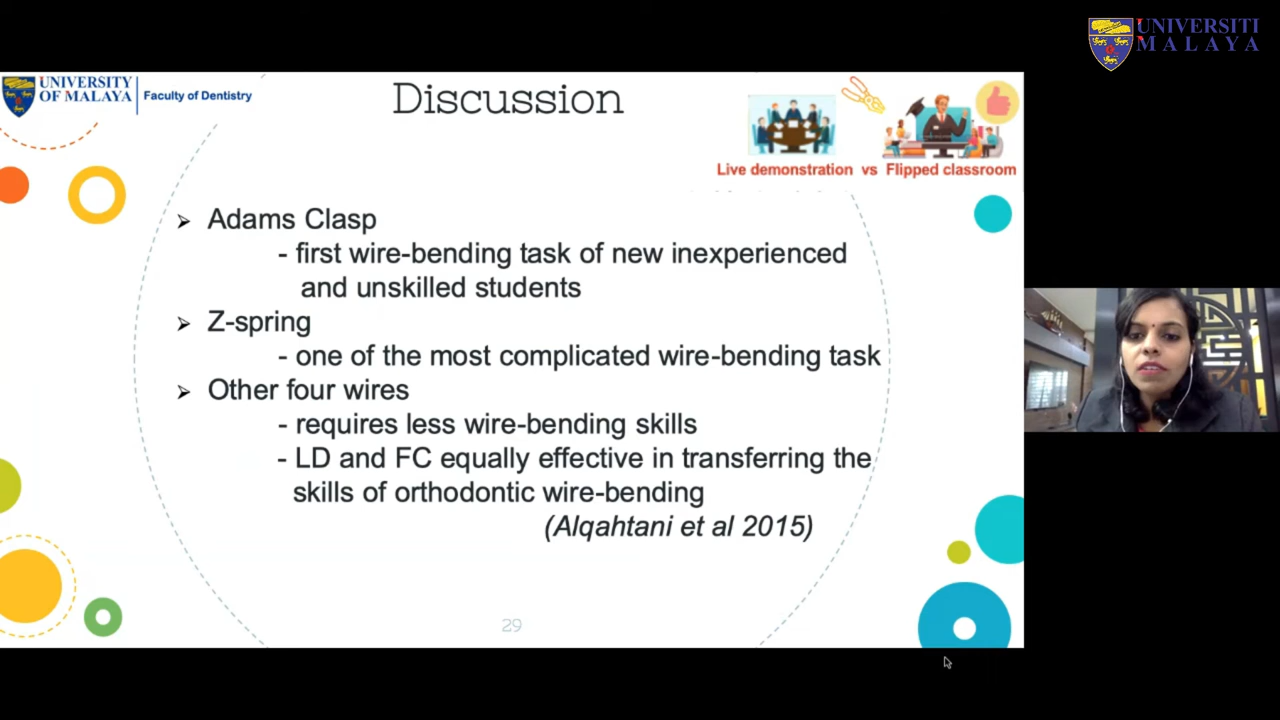 UNIVERSITI
MALAYA
UNIVERSITY
OF MALAYA
Faculty of Dentistry
Discussion
Live demonstration vs Flipped classroom
➢ Adams Clasp
- first wire-bending task of new inexperienced
and unskilled students
➢ Z-spring
- one of the most complicated wire-bending task
➢ Other four wires
- requires less wire-bending skills
- LD and FC equally effective in transferring the
skills of orthodontic wire-bending
(Alqahtani et al 2015)
29